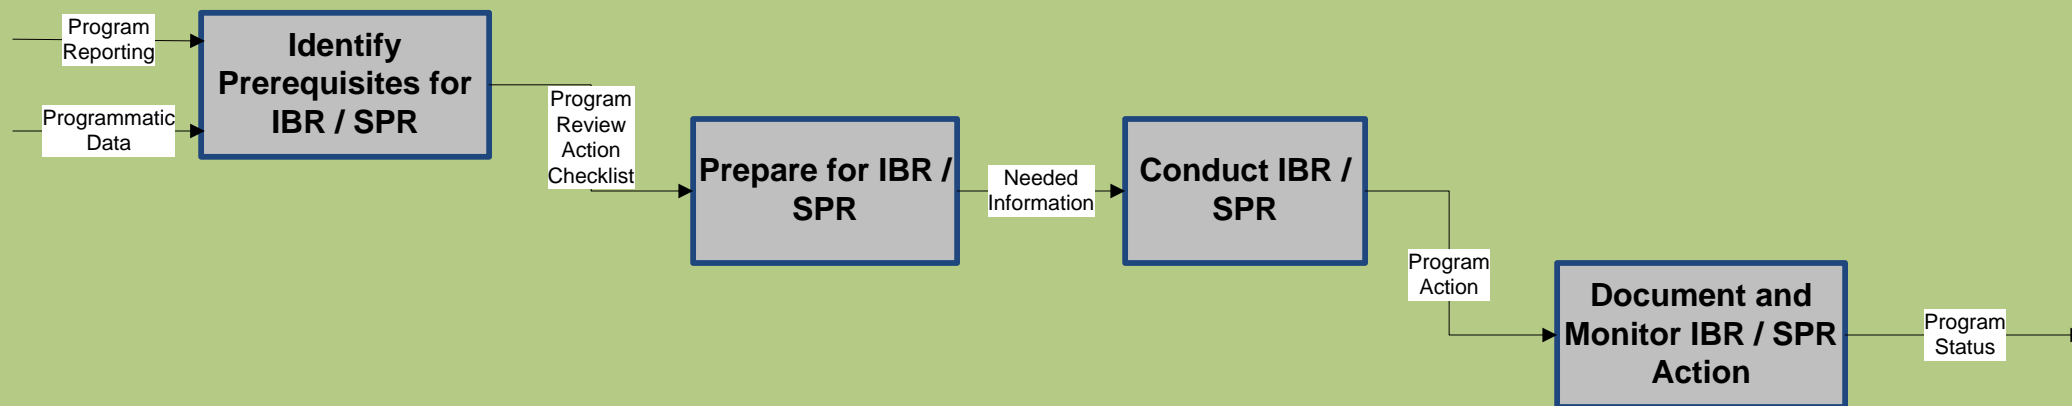 Program
Reporting
Programmatic
Data
Identify
Prerequisites for
IBR / SPR
Program
Review
Action
Checklist
Prepare for IBR /
SPR
Needed
Information
Conduct IBR /
SPR
Program
Action
Document and
Monitor IBR / SPR
Action
Program
Status